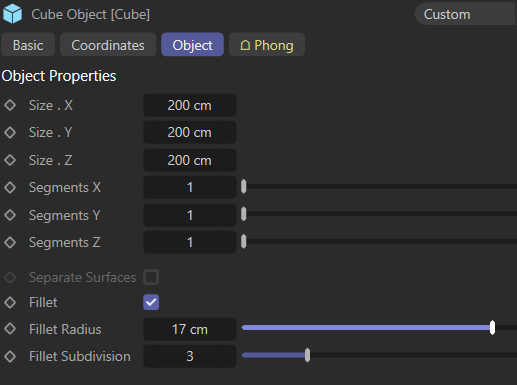 Cube Object [Cube]
Custom
Basic
Coordinates
Object
Phong
Object Properties
Size . X
200 cm
Size . Y
200 cm
Size . Z
200 cm
Segments X
1
Segments Y
1
Segments Z
1
Separate Surfaces
Fillet
Fillet Radius
17 cm
Fillet Subdivision
3